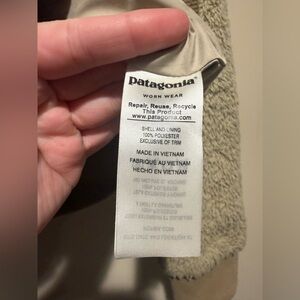 patagonia®
WORN WEAR
Repair, Reuse, Recycle
This Product
www.patagonia.com
SHELL AND LINING
100% POLYESTER
EXCLUSIVE OF TRIM
MADE IN VIETNAM
FABRIQUÉ AU VIETNAM
HECHO EN VIETNAM